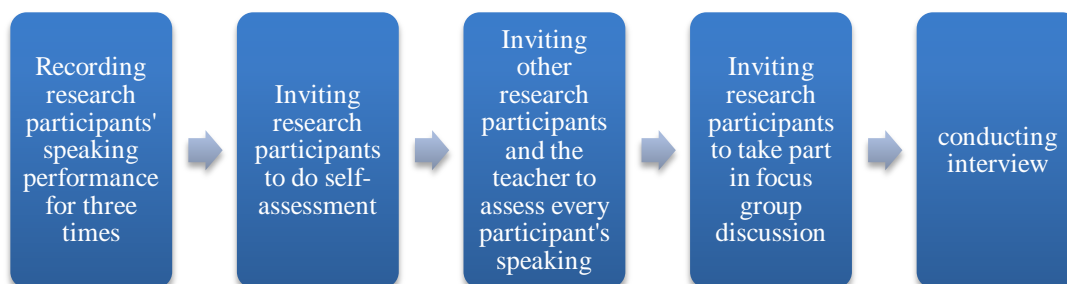 Recording
research
participants'
speaking
performance
for three
times
Inviting
research
participants
to do self-
assessment
Inviting
other
research
participants
and the
teacher to
assess every
participant's
speaking
Inviting
research
participants
to take part
in focus
group
discussion
conducting
interview